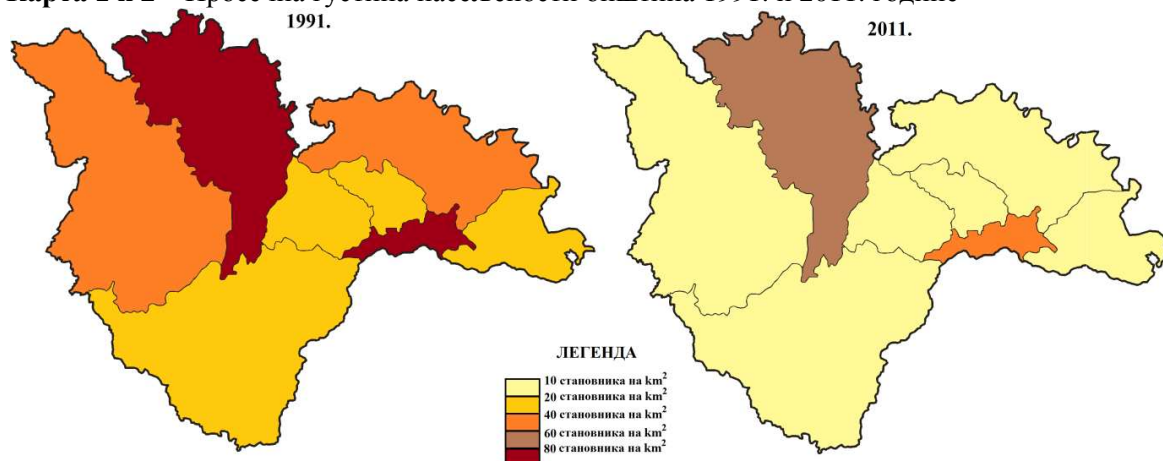 Карта 1 и 2 – Просечна густина насељености општина 1991. и 2011. године
1991.
2011.
ЛЕГЕНДА
10 становника на km²
20 становника на km²
40 становника на km²
60 становника на km²
80 становника на km²